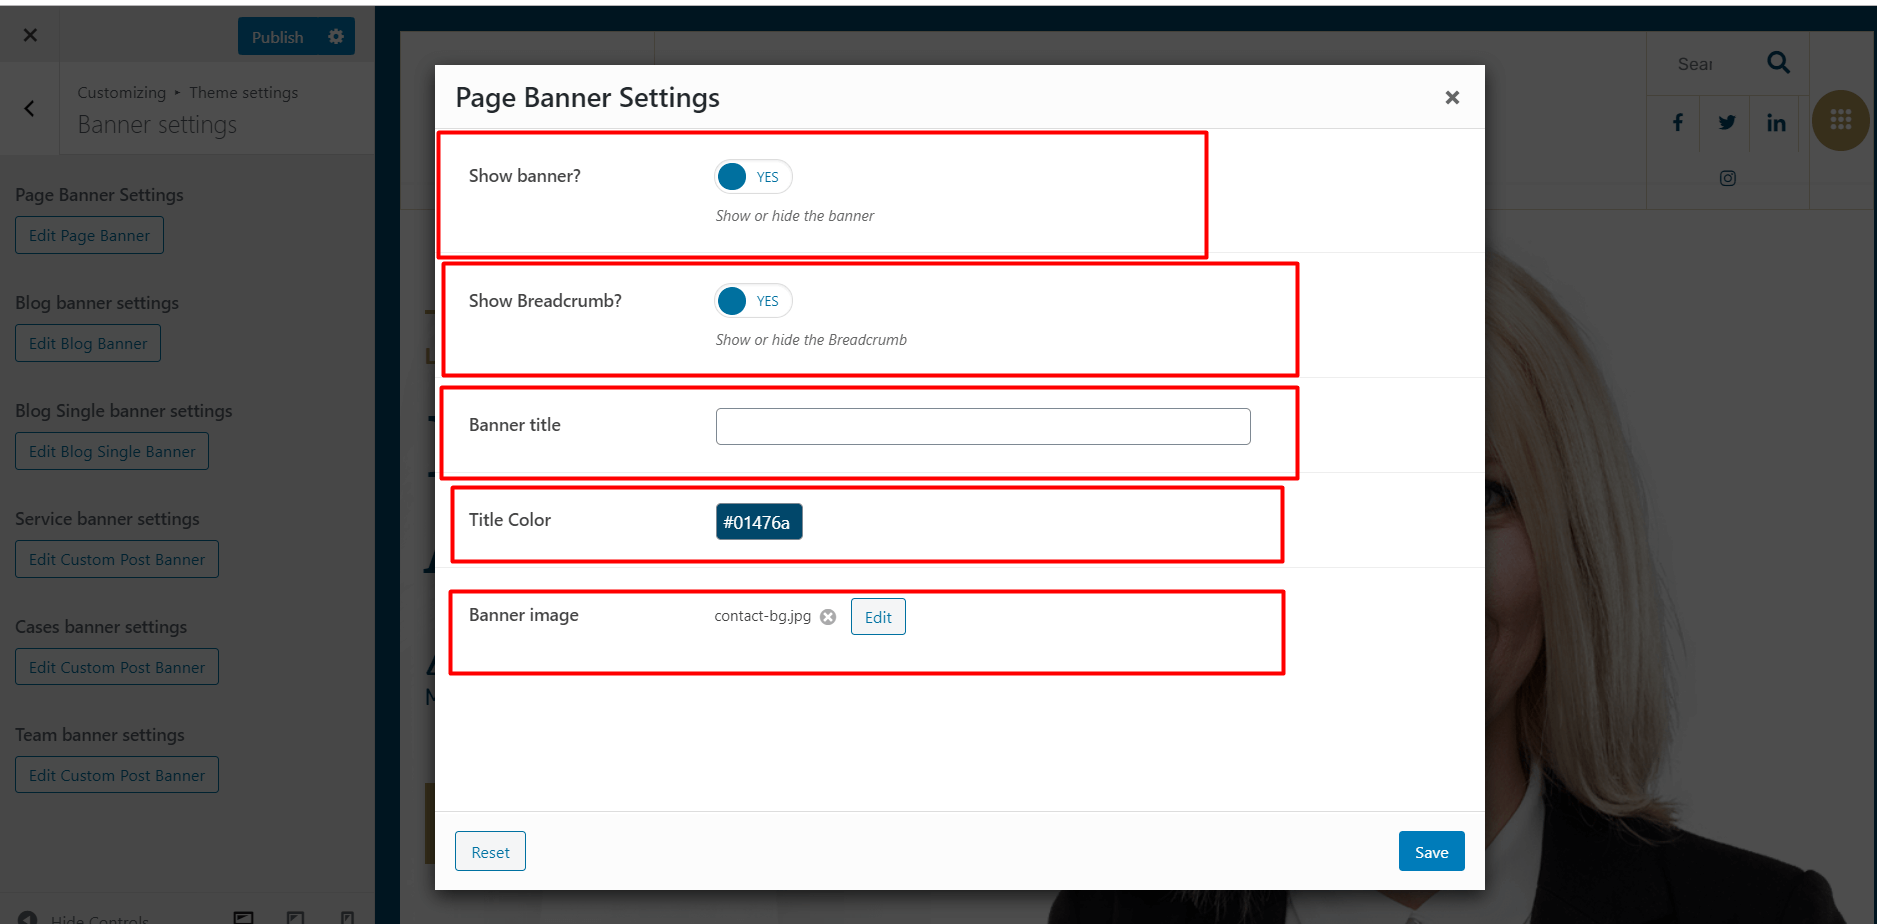 Publish
Customizing ▸ Theme settings
Banner settings
Page Banner Settings
Edit Page Banner
Blog banner settings
Edit Blog Banner
Blog Single banner settings
Edit Blog Single Banner
Service banner settings
Edit Custom Post Banner
Cases banner settings
Edit Custom Post Banner
Team banner settings
Edit Custom Post Banner
Hide Controls
Page Banner Settings
Show banner?
YES
Show or hide the banner
Show Breadcrumb?
YES
Show or hide the Breadcrumb
Banner title
Title Color
#01476a
Banner image
contact-bg.jpg
Edit
Reset
Save